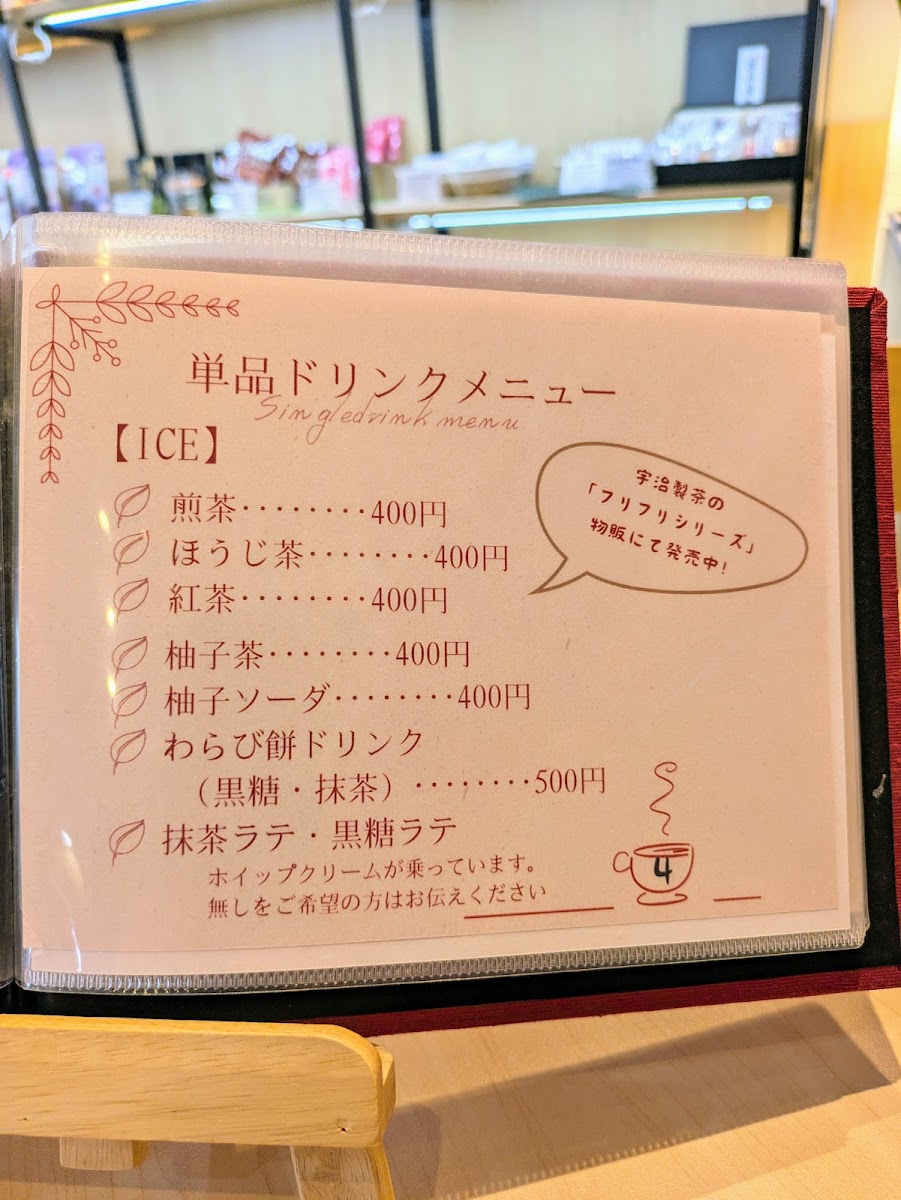 単品ドリンクメニュー
Singledrink menu
【ICE】
宇治製茶の
「フリフリシリーズ」
物販にて発売中!
煎茶・・・・・・・・400円
ほうじ茶・・・・・・・・400円
紅茶・・・・・・・・400円
柚子茶・・・・・・・・400円
柚子ソーダ・・・・・・・・400円
わらび餅ドリンク
（黒糖・抹茶）・・・・・・・・500円
抹茶ラテ・黒糖ラテ
ホイップクリームが乗っています。
無しをご希望の方はお伝えください
4